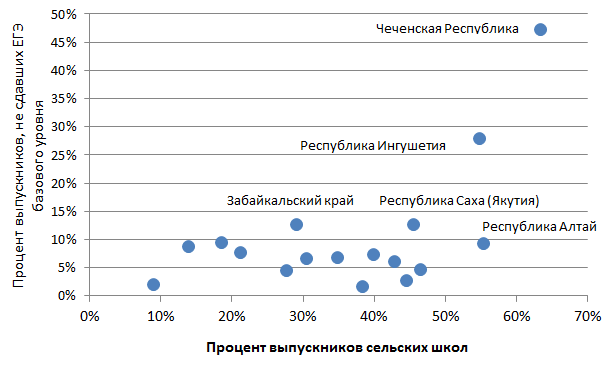 50%
45%
40%
35%
30%
25%
20%
15%
10%
5%
0%
0%
10%
20%
30%
40%
50%
60%
70%
Процент выпускников, не сдавших ЕГЭ
базового уровня
Чеченская Республика
Республика Ингушетия
Забайкальский край
Республика Саха (Якутия)
Республика Алтай
Процент выпускников сельских школ